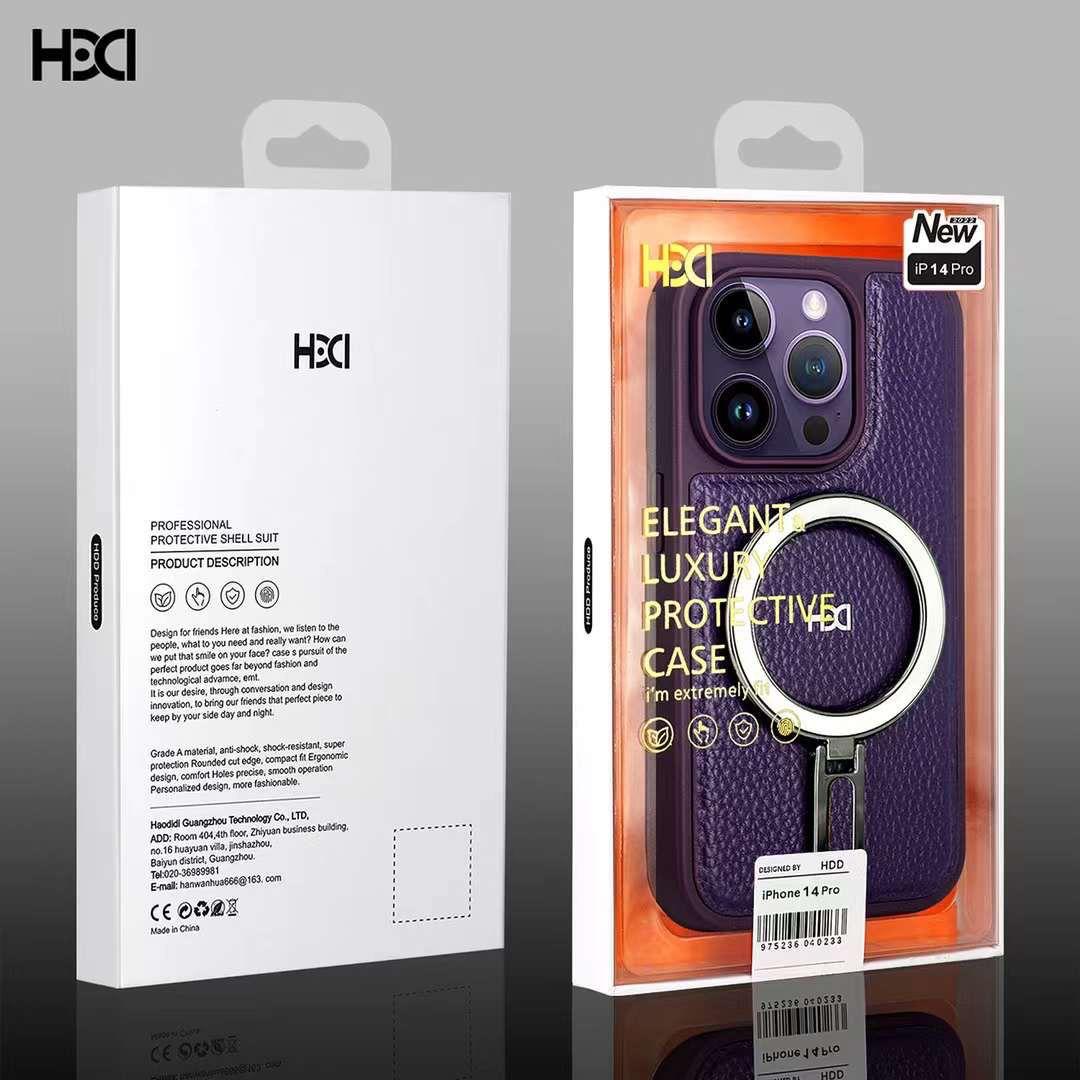 HDD
HDD
PROFESSIONAL
PROTECTIVE SHELL SUIT
PRODUCT DESCRIPTION
Design for friends Here at fashion, we listen to the
people, what to you need and really want? How can
we put that smile on your face? case s pursuit of the
perfect product goes far beyond fashion and
technological advamce, emt.
It is our desire, through conversation and design
innovation, to bring our friends that perfect piece to
keep by your side day and night.
Grade A material, anti-shock, shock-resistant, super
protection Rounded cut edge, compact fit Ergonomic
design, comfort Holes precise, smooth operation
Personalized design, more fashionable.
Haodidi Guangzhou Technology Co., LTD,
ADD: Room 404,4th floor, Zhiyuan business building,
no.16 huayuan villa, jinshazhou,
Baiyun district, Guangzhou.
Tel:020-36989981
E-mail: hanwanhua666@163. com
CE
Made in China
HDD Produce
HDD
New 2022
iP 14 Pro
ELEGANT&
LUXURY
PROTECTIVE
CASE
i'm extremely fit
HDD
HDD Produce
DESIGNED BY HDD
iPhone 14 Pro
975236 040233